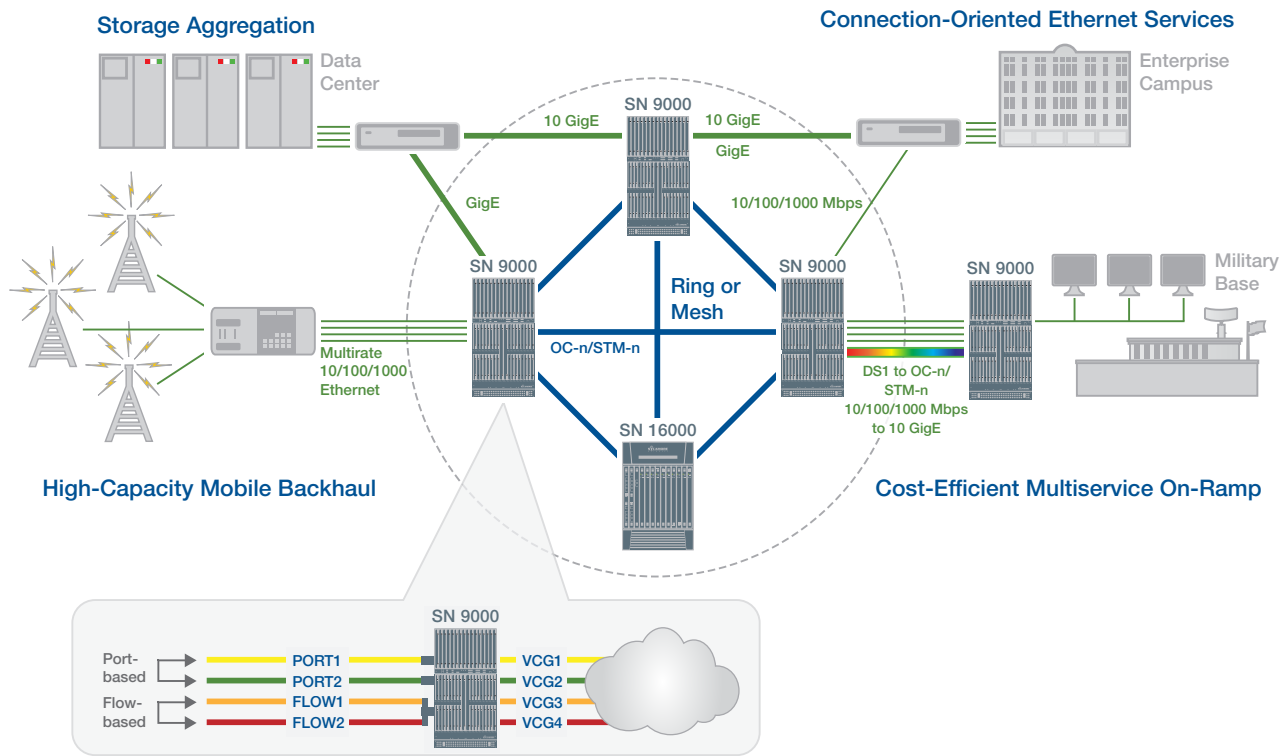 Storage Aggregation
Connection-Oriented Ethernet Services
Data
Center
Enterprise
Campus
SN 9000
10 GigE
10 GigE
GigE
GigE
10/100/1000 Mbps
SN 9000
SN 9000
SN 9000
Military
Base
Ring or
Mesh
OC-n/STM-n
Multirate
10/100/1000
Ethernet
DS1 to OC-n/
STM-n
10/100/1000 Mbps
to 10 GigE
SN 16000
High-Capacity Mobile Backhaul
Cost-Efficient Multiservice On-Ramp
SN 9000
Port-
based
PORT1
VCG1
PORT2
VCG2
Flow-
based
FLOW1
VCG3
FLOW2
VCG4